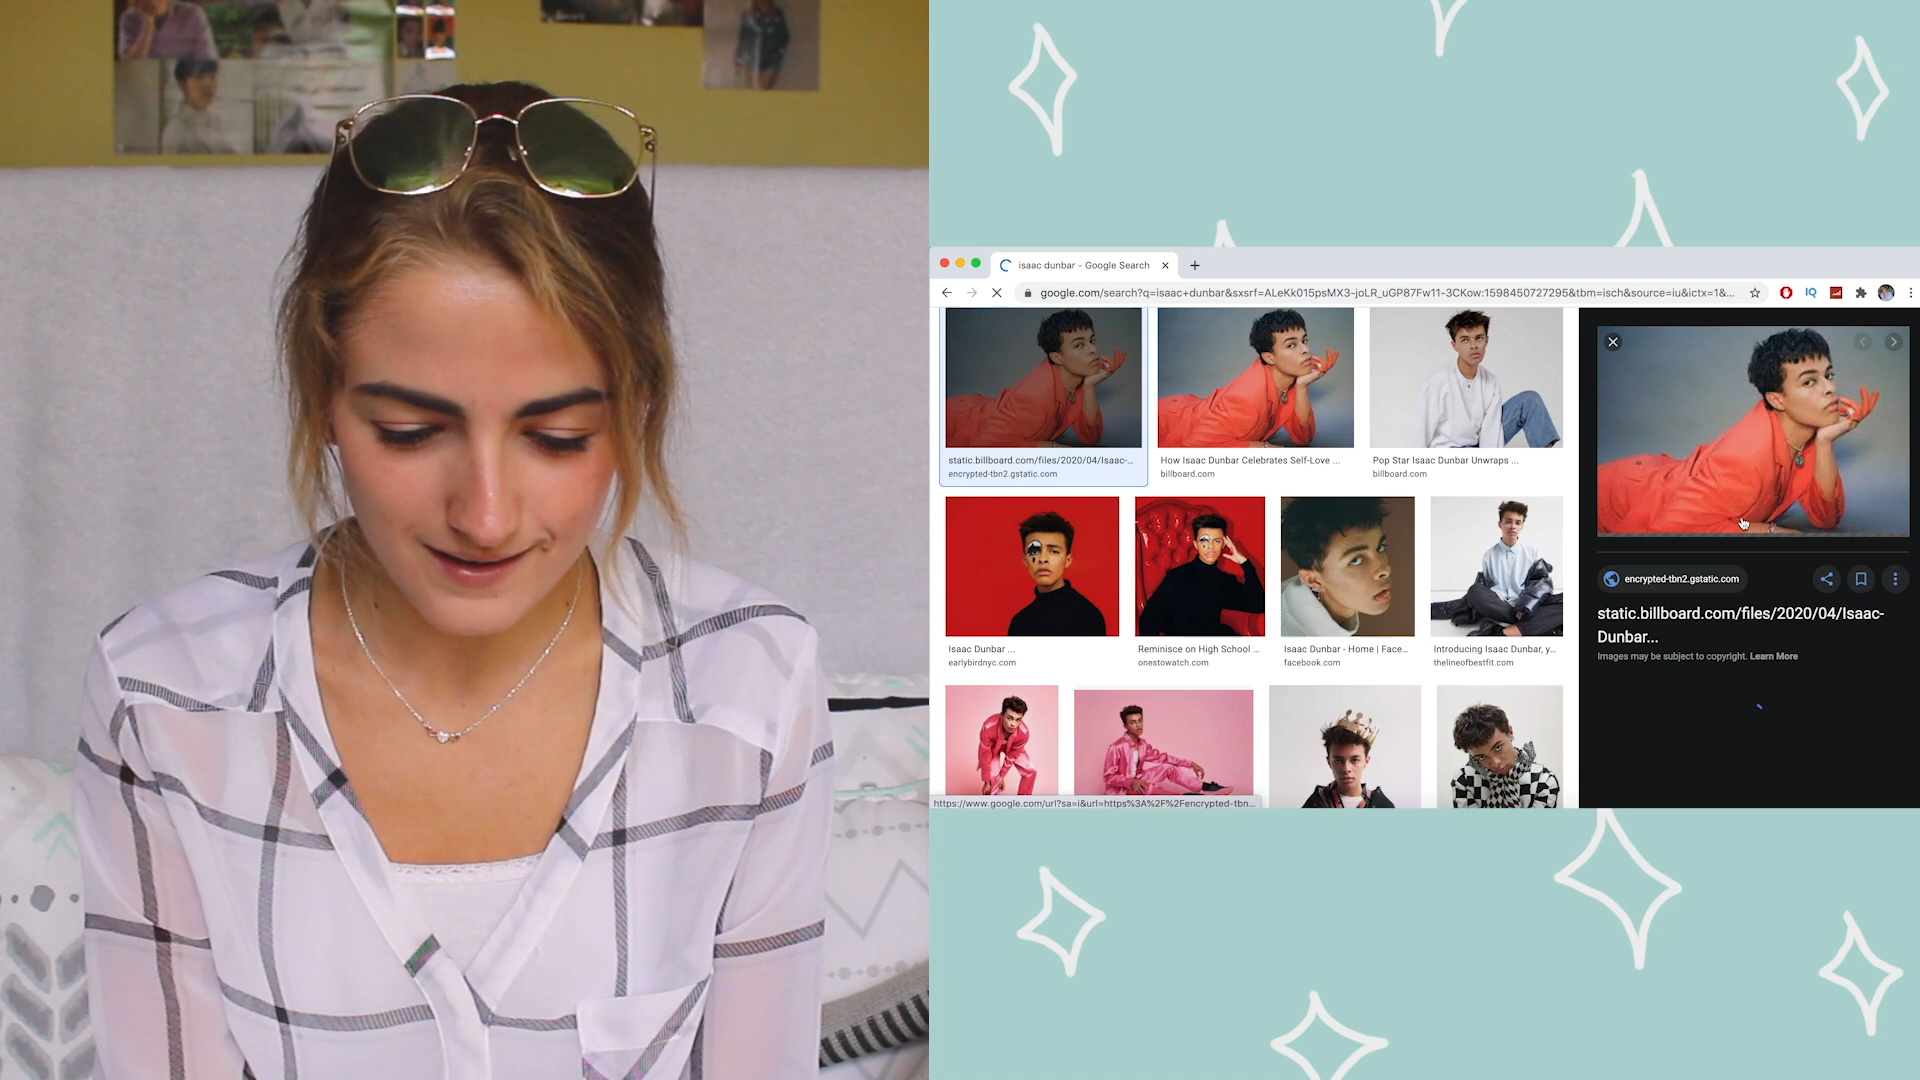 isaac dunbar - Google Search
google.com/search?q=isaac+dunbar&sxsrf=ALeKk015psMX3-joLR_uGP87Fw11-3CKow:1598450727295&tbm=isch&source=iu&ictx=1&...
IQ
static.billboard.com/files/2020/04/Isaac-...
encrypted-tbn2.gstatic.com
How Isaac Dunbar Celebrates Self-Love ...
billboard.com
Pop Star Isaac Dunbar Unwraps ...
billboard.com
Isaac Dunbar ...
earlybirdnyc.com
Reminisce on High School ...
onestowatch.com
Isaac Dunbar - Home | Face...
facebook.com
Introducing Isaac Dunbar, y...
thelineofbestfit.com
https://www.google.com/url?sa=i&url=https%3A%2F%2Fencrypted-tbn...
encrypted-tbn2.gstatic.com
static.billboard.com/files/2020/04/Isaac-
Dunbar...
Images may be subject to copyright. Learn More